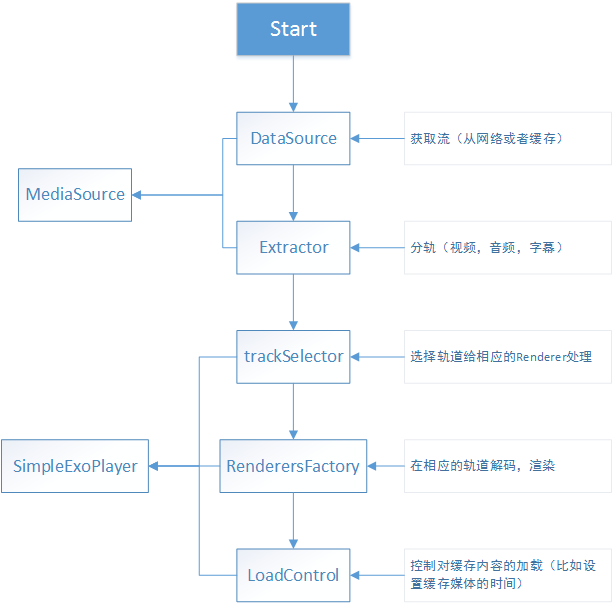 Start
DataSource
获取流（从网络或者缓存）
MediaSource
Extractor
分轨（视频，音频，字幕）
trackSelector
选择轨道给相应的Renderer处理
SimpleExoPlayer
RenderersFactory
在相应的轨道解码，渲染
LoadControl
控制对缓存内容的加载（比如设
置缓存媒体的时间）